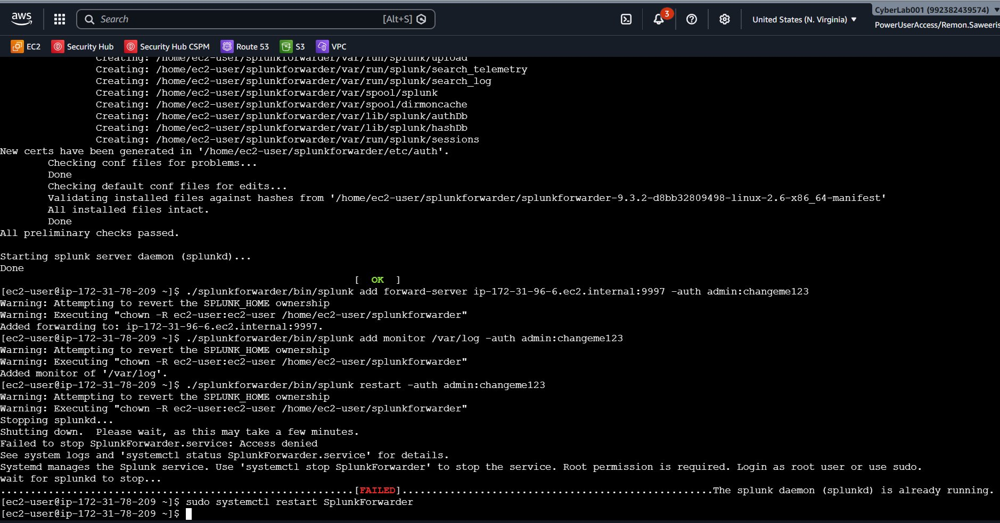 aws
Search [Alt+S]
3
United States (N. Virginia) ▼
CyberLab001 (992382439574) ▼
PowerUserAccess/Remon.Saweeris
EC2 Security Hub Security Hub CSPM Route 53 S3 VPC
Creating: /home/ec2-user/splunkforwarder/var/run/splunk/upload
Creating: /home/ec2-user/splunkforwarder/var/run/splunk/search_telemetry
Creating: /home/ec2-user/splunkforwarder/var/run/splunk/search_log
Creating: /home/ec2-user/splunkforwarder/var/spool/splunk
Creating: /home/ec2-user/splunkforwarder/var/spool/dirmoncache
Creating: /home/ec2-user/splunkforwarder/var/lib/splunk/authDb
Creating: /home/ec2-user/splunkforwarder/var/lib/splunk/hashDb
Creating: /home/ec2-user/splunkforwarder/var/run/splunk/sessions
New certs have been generated in '/home/ec2-user/splunkforwarder/etc/auth'.
Checking conf files for problems...
Done
Checking default conf files for edits...
Validating installed files against hashes from '/home/ec2-user/splunkforwarder/splunkforwarder-9.3.2-d8bb32809498-linux-2.6-x86_64-manifest'
All installed files intact.
Done
All preliminary checks passed.
Starting splunk server daemon (splunkd)...
Done
[ OK ]
[ec2-user@ip-172-31-78-209 ~]$ ./splunkforwarder/bin/splunk add forward-server ip-172-31-96-6.ec2.internal:9997 -auth admin:changeme123
Warning: Attempting to revert the SPLUNK_HOME ownership
Warning: Executing "chown -R ec2-user:ec2-user /home/ec2-user/splunkforwarder"
Added forwarding to: ip-172-31-96-6.ec2.internal:9997.
[ec2-user@ip-172-31-78-209 ~]$ ./splunkforwarder/bin/splunk add monitor /var/log -auth admin:changeme123
Warning: Attempting to revert the SPLUNK_HOME ownership
Warning: Executing "chown -R ec2-user:ec2-user /home/ec2-user/splunkforwarder"
Added monitor of '/var/log'.
[ec2-user@ip-172-31-78-209 ~]$ ./splunkforwarder/bin/splunk restart -auth admin:changeme123
Warning: Attempting to revert the SPLUNK_HOME ownership
Warning: Executing "chown -R ec2-user:ec2-user /home/ec2-user/splunkforwarder"
Stopping splunkd...
Shutting down.  Please wait, as this may take a few minutes.
Failed to stop SplunkForwarder.service: Access denied
See system logs and 'systemctl status SplunkForwarder.service' for details.
Systemd manages the Splunk service. Use 'systemctl stop SplunkForwarder' to stop the service. Root permission is required. Login as root user or use sudo.
wait for splunkd to stop...
...........................................................[FAILED]....................................................The splunk daemon (splunkd) is already running.
[ec2-user@ip-172-31-78-209 ~]$ sudo systemctl restart SplunkForwarder
[ec2-user@ip-172-31-78-209 ~]$